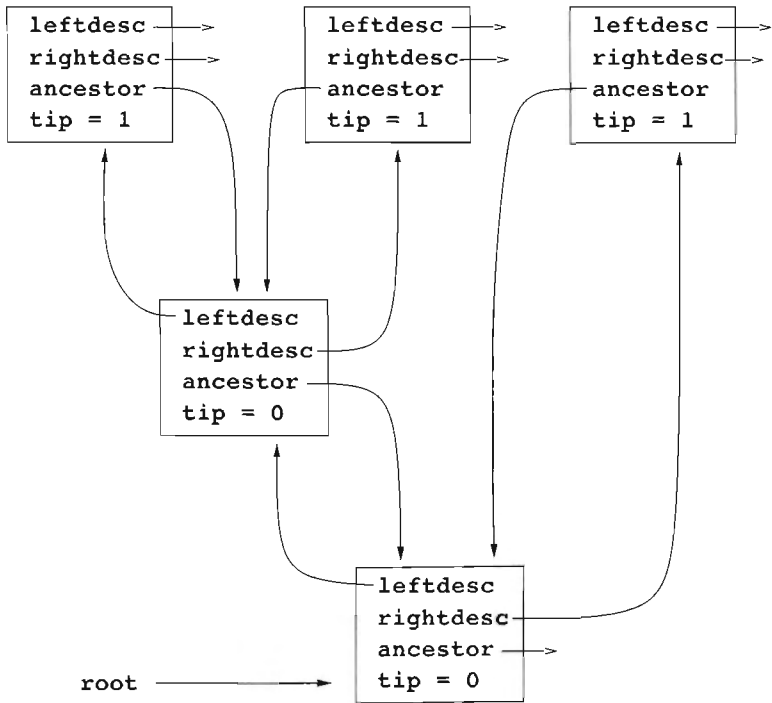 leftdesc
rightdesc
ancestor
tip = 1
leftdesc
rightdesc
ancestor
tip = 1
leftdesc
rightdesc
ancestor
tip = 1
leftdesc
rightdesc
ancestor
tip = 0
leftdesc
rightdesc
ancestor
tip = 0
root